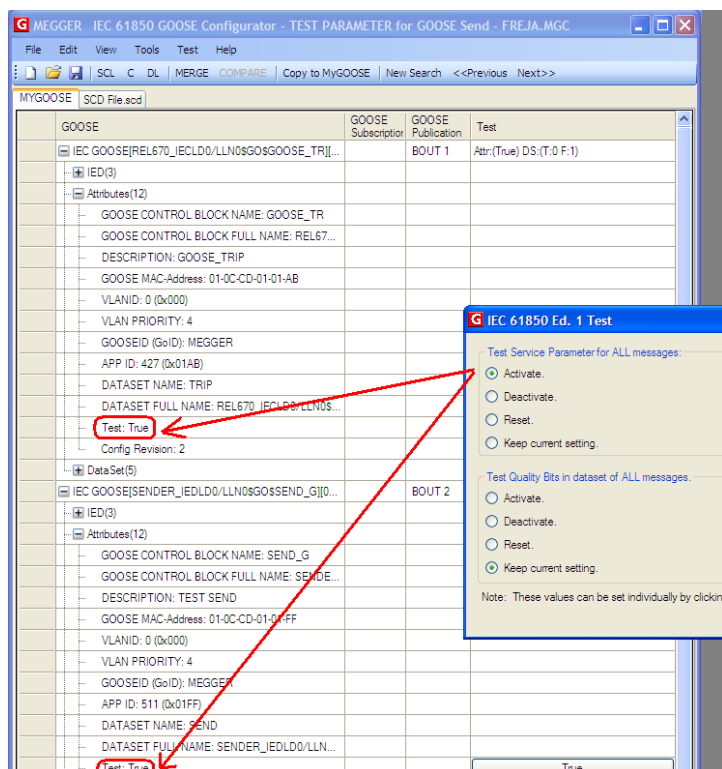 MEGGER IEC 61850 GOOSE Configurator - TEST PARAMETER for GOOSE Send - FREJA.MGC
File Edit View Tools Test Help
SCL C DL MERGE COMPARE Copy to MyGOOSE New Search <<Previous Next>>
MYGOOSE SCD File.scd
GOOSE GOOSE Subscription GOOSE Publication Test
IEC GOOSE[REL670_IECLD0/LLN0$GO$GOOSE_TR][... BOUT 1 Attr:(True) DS:(T:0 F:1)
IED(3)
Attributes(12)
GOOSE CONTROL BLOCK NAME: GOOSE_TR
GOOSE CONTROL BLOCK FULL NAME: REL67...
DESCRIPTION: GOOSE_TRIP
GOOSE MAC-Address: 01-0C-CD-01-01-AB
VLANID: 0 (0x000)
VLAN PRIORITY: 4
GOOSEID (GoID): MEGGER
APP ID: 427 (0x01AB)
DATASET NAME: TRIP
DATASET FULL NAME: REL670_IECLD0/LLN0$...
Test: True
Config Revision: 2
DataSet(5)
IEC GOOSE[SENDER_IEDLD0/LLN0$GO$SEND_G][0... BOUT 2
IED(3)
Attributes(12)
GOOSE CONTROL BLOCK NAME: SEND_G
GOOSE CONTROL BLOCK FULL NAME: SENDE...
DESCRIPTION: TEST SEND
GOOSE MAC-Address: 01-0C-CD-01-01-FF
VLANID: 0 (0x000)
VLAN PRIORITY: 4
GOOSEID (GoID): MEGGER
APP ID: 511 (0x01FF)
DATASET NAME: SEND
DATASET FULL NAME: SENDER_IEDLD0/LLN...
Test: True True
IEC 61850 Ed. 1 Test
Test Service Parameter for ALL messages:
Activate.
Deactivate.
Reset.
Keep current setting.
Test Quality Bits in dataset of ALL messages.
Activate.
Deactivate.
Reset.
Keep current setting.
Note: These values can be set individually by clickin